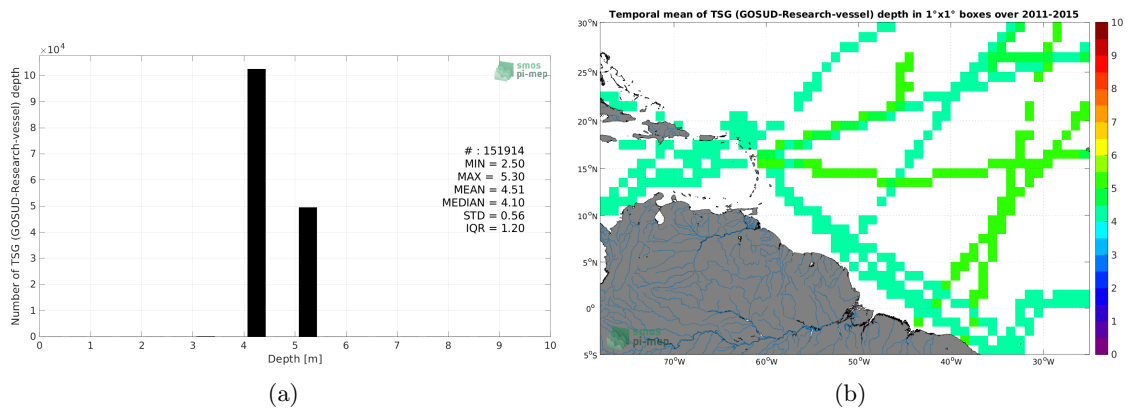 ×10⁴
10
9
8
7
6
5
4
3
2
1
0
Number of TSG (GOSUD-Research-vessel) depth
smos
pi-mep
# : 151914
MIN = 2.50
MAX = 5.30
MEAN = 4.51
MEDIAN = 4.10
STD = 0.56
IQR = 1.20
0 1 2 3 4 5 6 7 8 9 10
Depth [m]
(a)
Temporal mean of TSG (GOSUD-Research-vessel) depth in 1°x1° boxes over 2011-2015
30°N
25°N
20°N
15°N
10°N
5°N
0°
5°S
smos
pi-mep
70°W 60°W 50°W 40°W 30°W
10
9
8
7
6
5
4
3
2
1
0
(b)